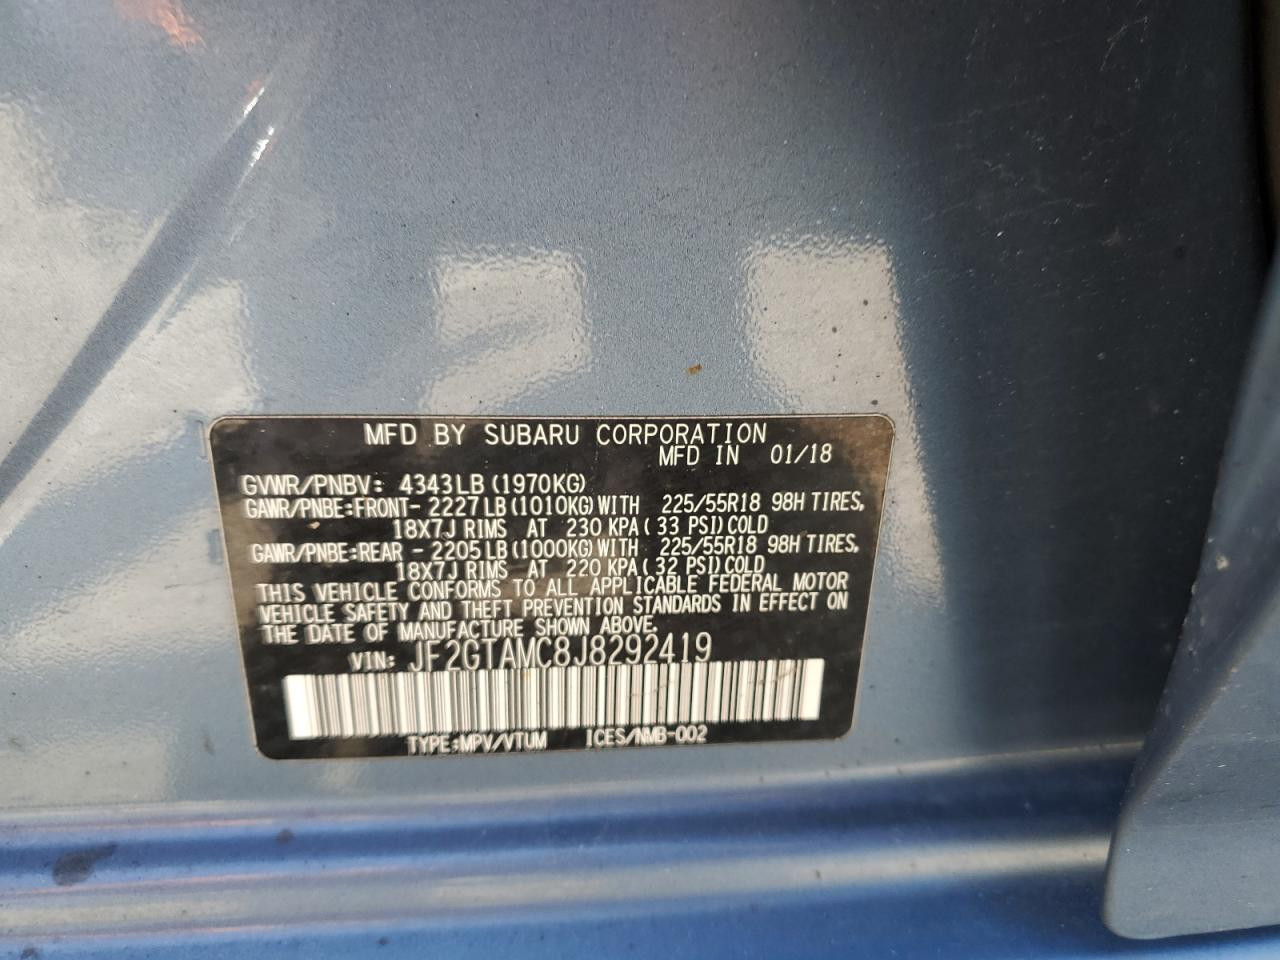 MFD BY SUBARU CORPORATION
MFD IN 01/18
GVWR/PNBV: 4343LB (1970KG)
GAWR/PNBE:FRONT- 2227LB (1010KG) WITH 225/55R18 98H TIRES,
18X7J RIMS AT 230 KPA ( 33 PSI) COLD
GAWR/PNBE:REAR - 2205LB (1000KG) WITH 225/55R18 98H TIRES,
18X7J RIMS AT 220 KPA ( 32 PSI) COLD
THIS VEHICLE CONFORMS TO ALL APPLICABLE FEDERAL MOTOR
VEHICLE SAFETY AND THEFT PREVENTION STANDARDS IN EFFECT ON
THE DATE OF MANUFACTURE SHOWN ABOVE.
VIN: JF2GTAMC8J8292419
TYPE:MPV/VTUM ICES/NMB-002